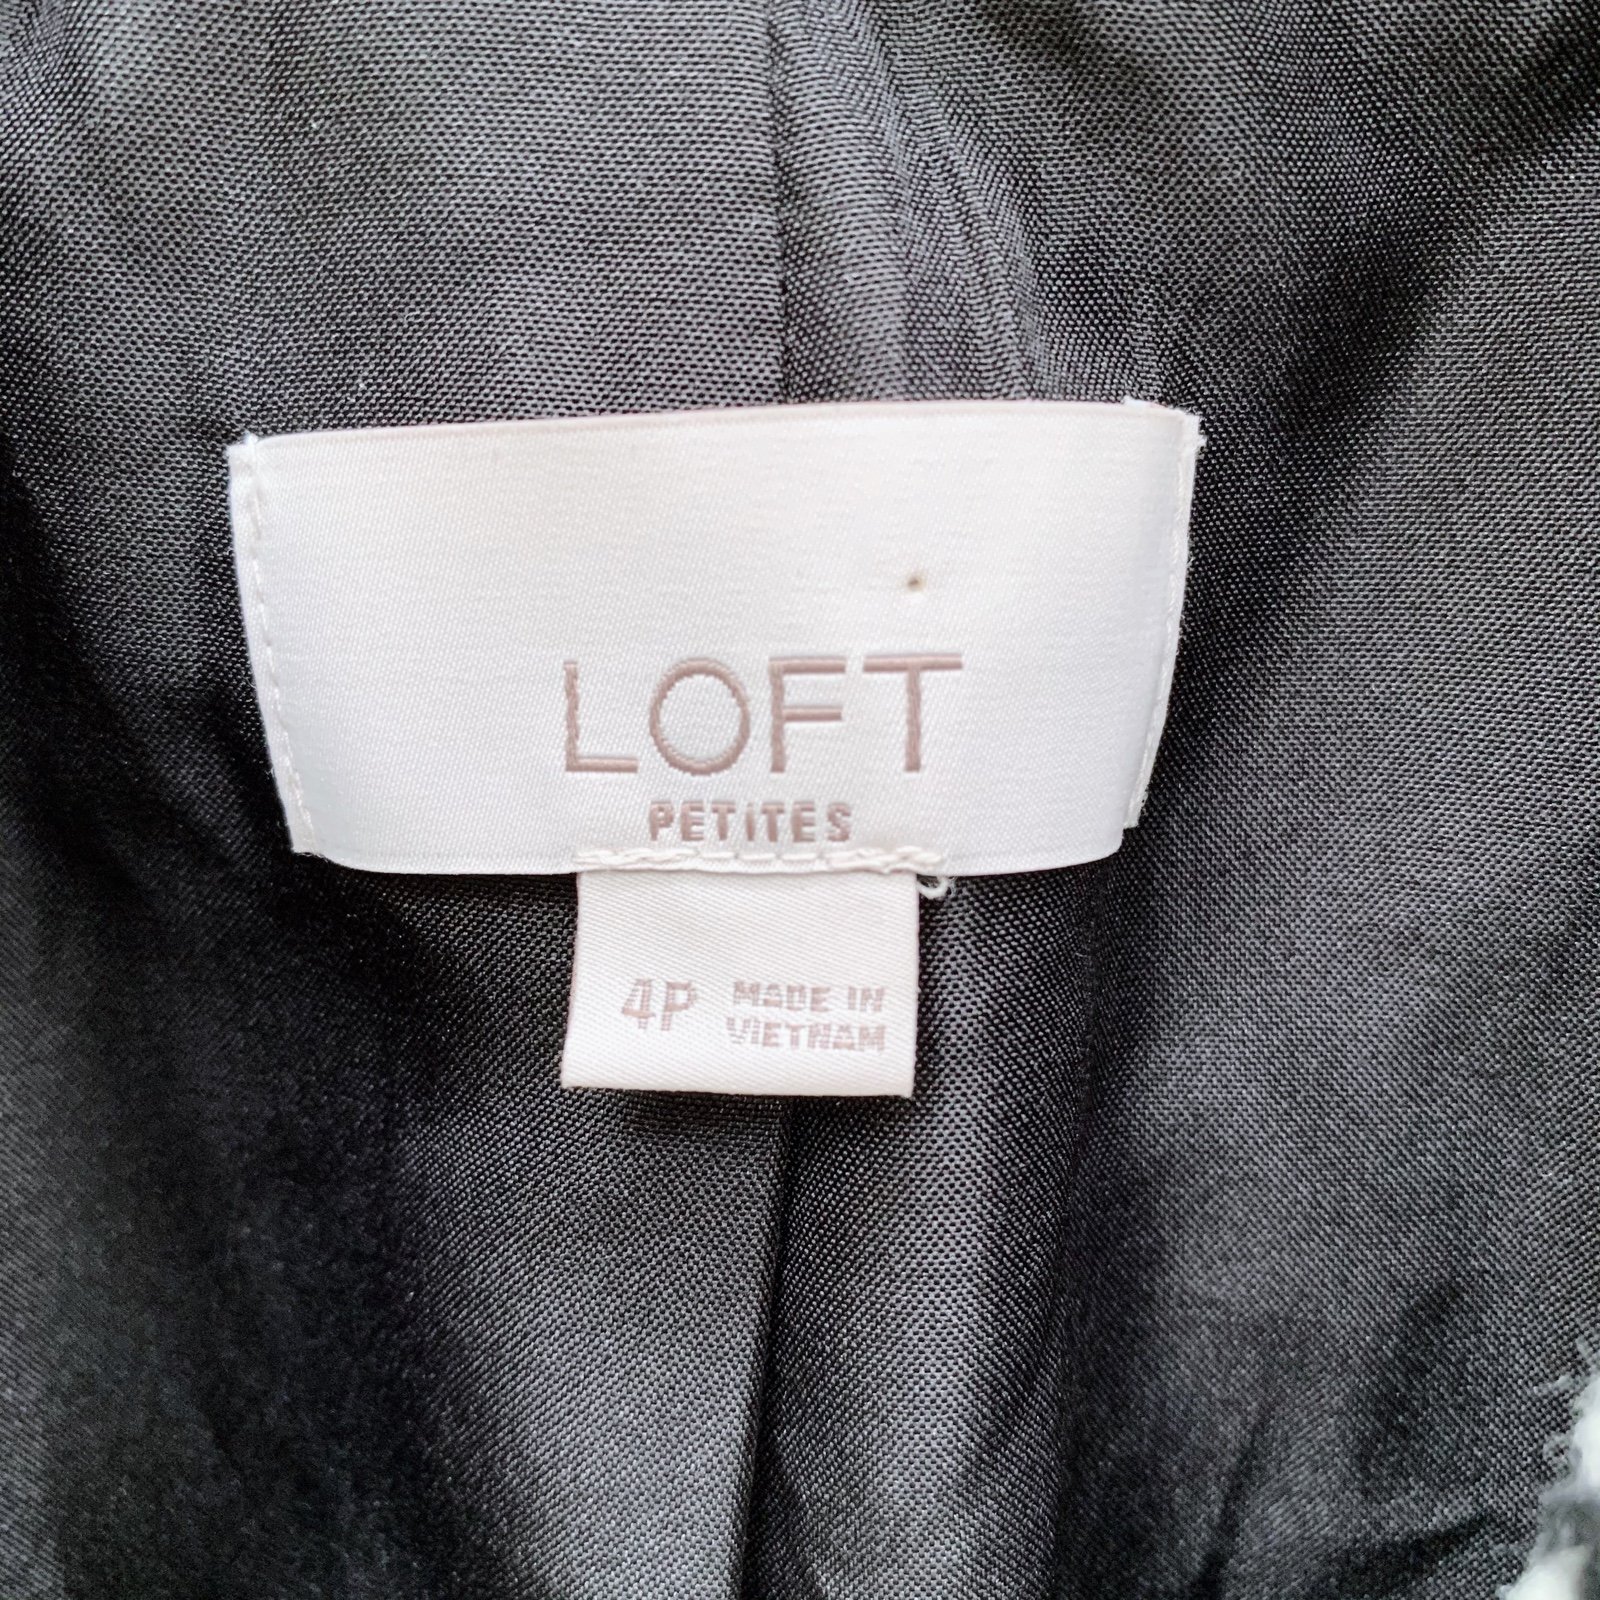 LOFT
PETITES
4P MADE IN
VIETNAM